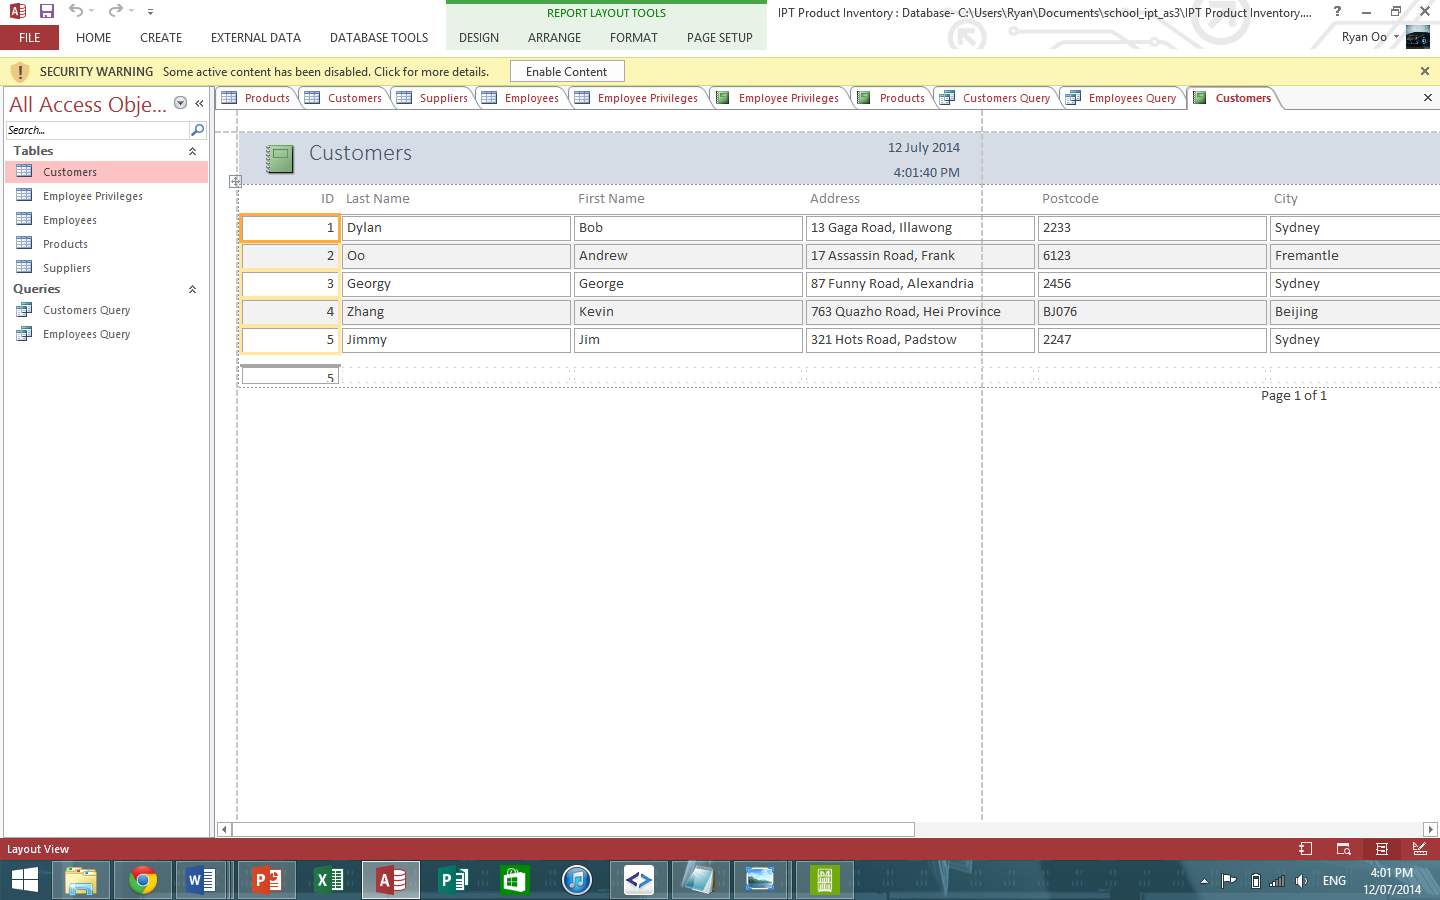 REPORT LAYOUT TOOLS
IPT Product Inventory : Database- C:\Users\Ryan\Documents\school_ipt_as3\IPT Product Inventory....
?
FILE HOME CREATE EXTERNAL DATA DATABASE TOOLS DESIGN ARRANGE FORMAT PAGE SETUP
Ryan Oo
SECURITY WARNING Some active content has been disabled. Click for more details. Enable Content
All Access Obje...
Search...
Tables
Customers
Employee Privileges
Employees
Products
Suppliers
Queries
Customers Query
Employees Query
Products Customers Suppliers Employees Employee Privileges Employee Privileges Products Customers Query Employees Query Customers
Customers
12 July 2014
4:01:40 PM
ID Last Name First Name Address Postcode City
1 Dylan Bob 13 Gaga Road, Illawong 2233 Sydney
2 Oo Andrew 17 Assassin Road, Frank 6123 Fremantle
3 Georgy George 87 Funny Road, Alexandria 2456 Sydney
4 Zhang Kevin 763 Quazho Road, Hei Province BJ076 Beijing
5 Jimmy Jim 321 Hots Road, Padstow 2247 Sydney
5
Page 1 of 1
Layout View
ENG
4:01 PM
12/07/2014